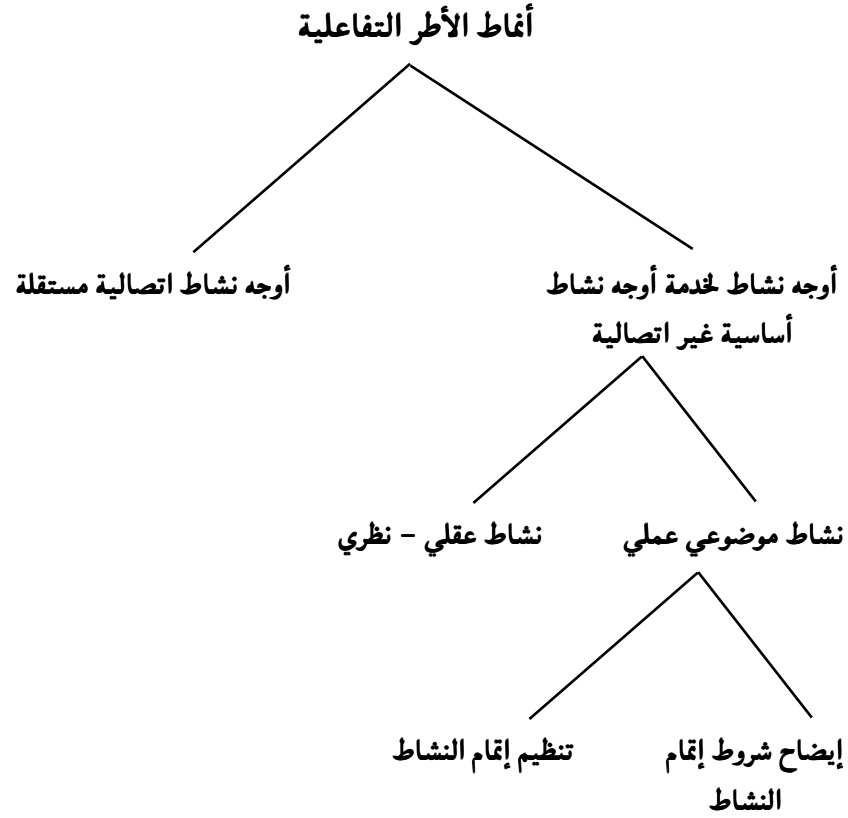 أنماط الأطر التفاعلية
أوجه نشاط لخدمة أوجه نشاط
أساسية غير اتصالية
أوجه نشاط اتصالية مستقلة
نشاط موضوعي عملي
نشاط عقلي – نظري
إيضاح شروط إتمام
النشاط
تنظيم إتمام النشاط